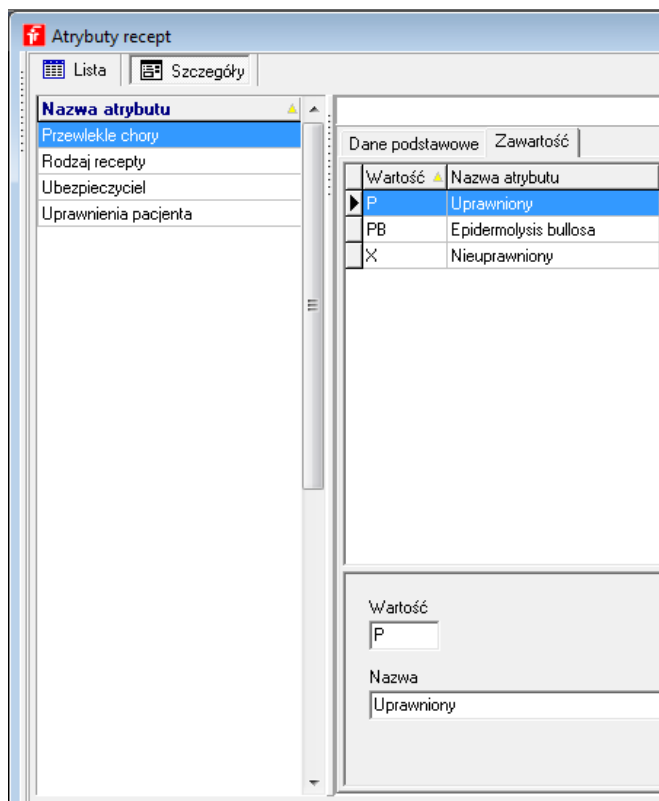 Atrybuty recept
Lista
Szczegóły
Nazwa atrybutu
Przewlekle chory
Rodzaj recepty
Ubezpieczyciel
Uprawnienia pacjenta
Dane podstawowe
Zawartość
Wartość Nazwa atrybutu
P Uprawniony
PB Epidermolysis bullosa
X Nieuprawniony
Wartość
P
Nazwa
Uprawniony